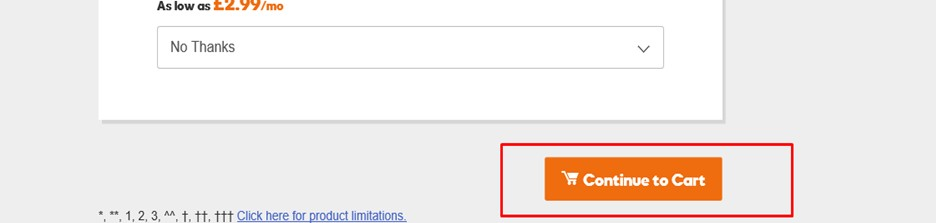 As low as £2.99/mo
No Thanks
Continue to Cart
*, **, 1, 2, 3, ^^, †, ††, ††† Click here for product limitations.